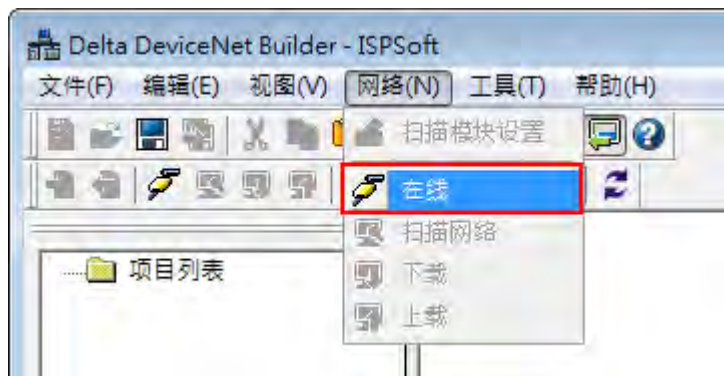 Delta DeviceNet Builder - ISPSoft
文件(F) 编辑(E) 视图(V) 网络(N) 工具(T) 帮助(H)
扫描模块设置
在线
扫描网络
项目列表
下载
上载